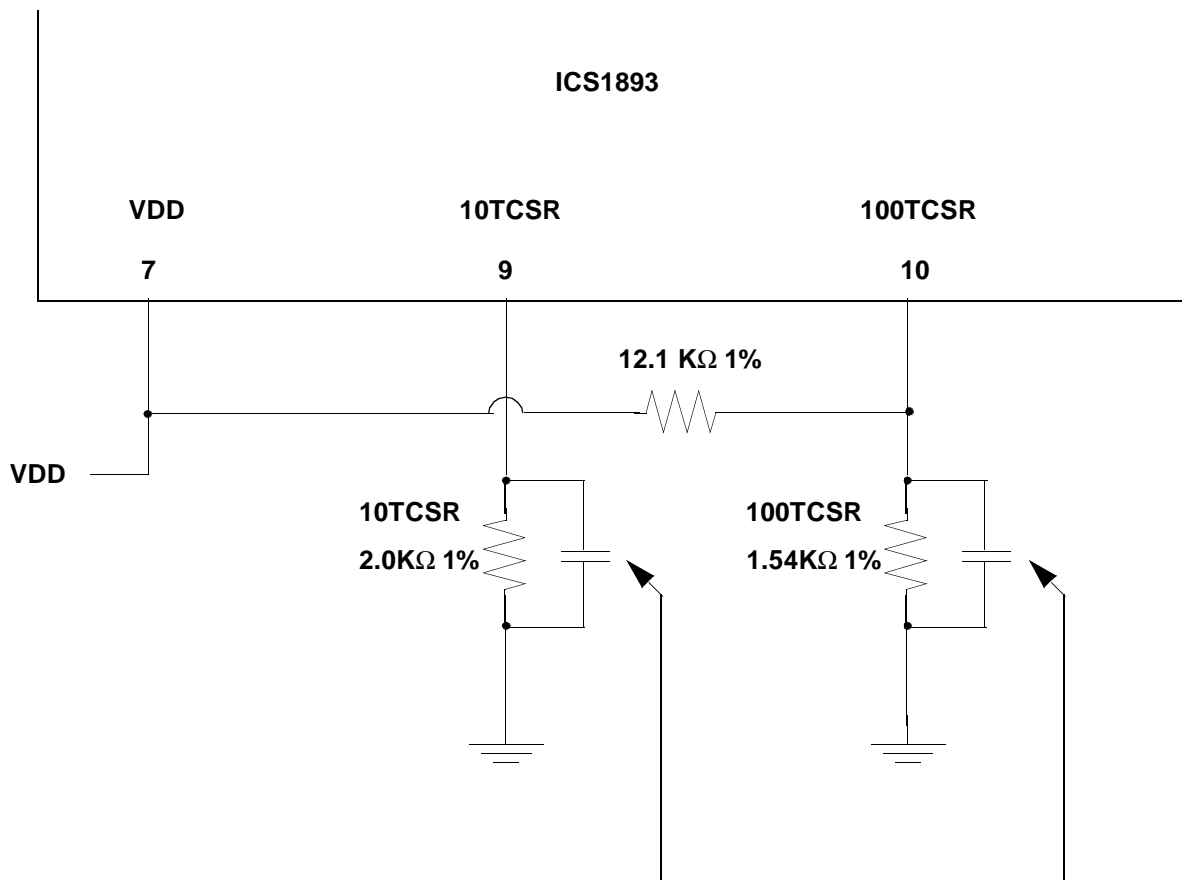 ICS1893
VDD 10TCSR 100TCSR
7 9 10
12.1 KΩ 1%
VDD
10TCSR
2.0KΩ 1%
100TCSR
1.54KΩ 1%